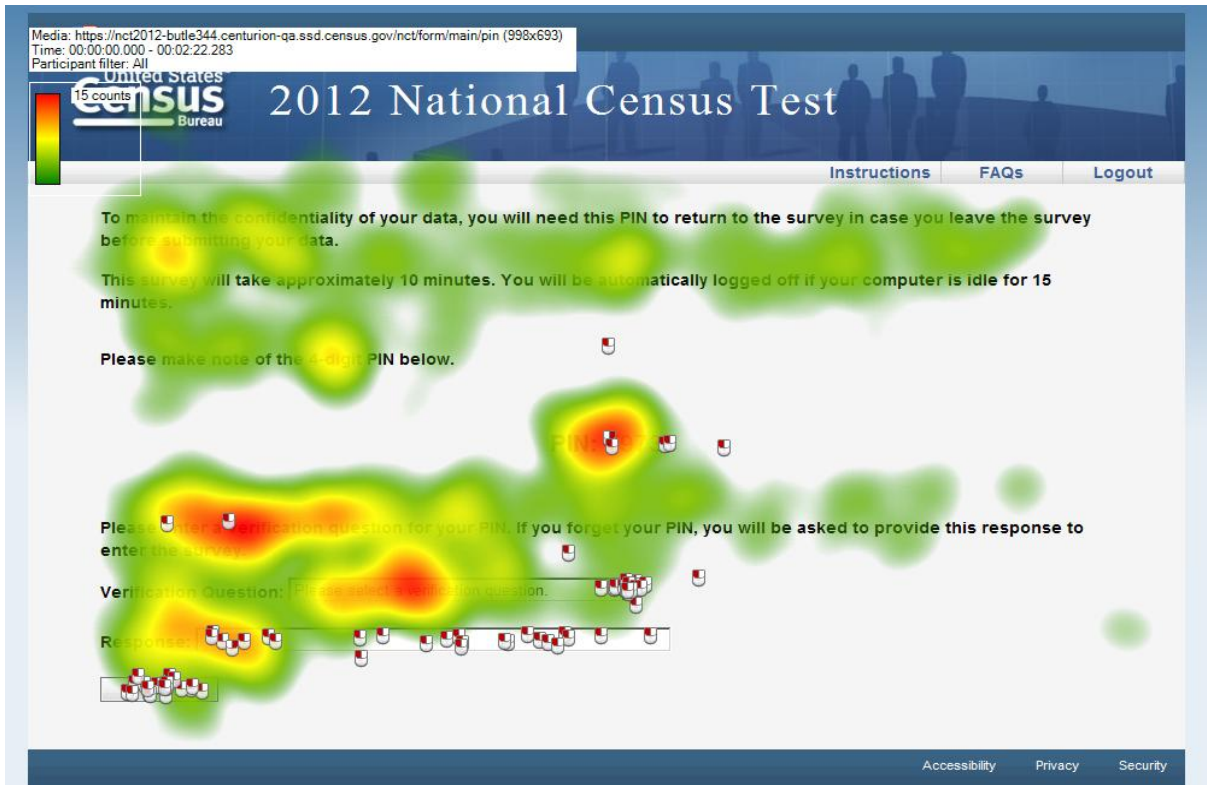 Media: https://nct2012-butle344.centurion-qa.ssd.census.gov/nct/form/main/pin (998x693)
Time: 00:00:00.000 - 00:02:22.283
Participant filter: All
United States
15 counts
Census
Bureau
2012 National Census Test
Instructions FAQs Logout
To maintain the confidentiality of your data, you will need this PIN to return to the survey in case you leave the survey
before submitting your data.
This survey will take approximately 10 minutes. You will be automatically logged off if your computer is idle for 15
minutes.
Please make note of the 4-digit PIN below.
PIN:
Please enter a verification question for your PIN. If you forget your PIN, you will be asked to provide this response to
enter the survey.
Verification Question: Please select a verification question.
Response:
Accessibility Privacy Security